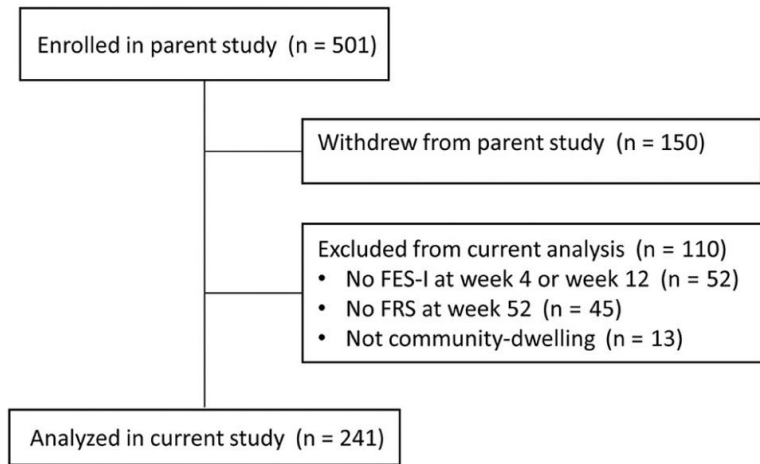 Enrolled in parent study (n = 501)
Withdrew from parent study (n = 150)
Excluded from current analysis (n = 110)
• No FES-I at week 4 or week 12 (n = 52)
• No FRS at week 52 (n = 45)
• Not community-dwelling (n = 13)
Analyzed in current study (n = 241)